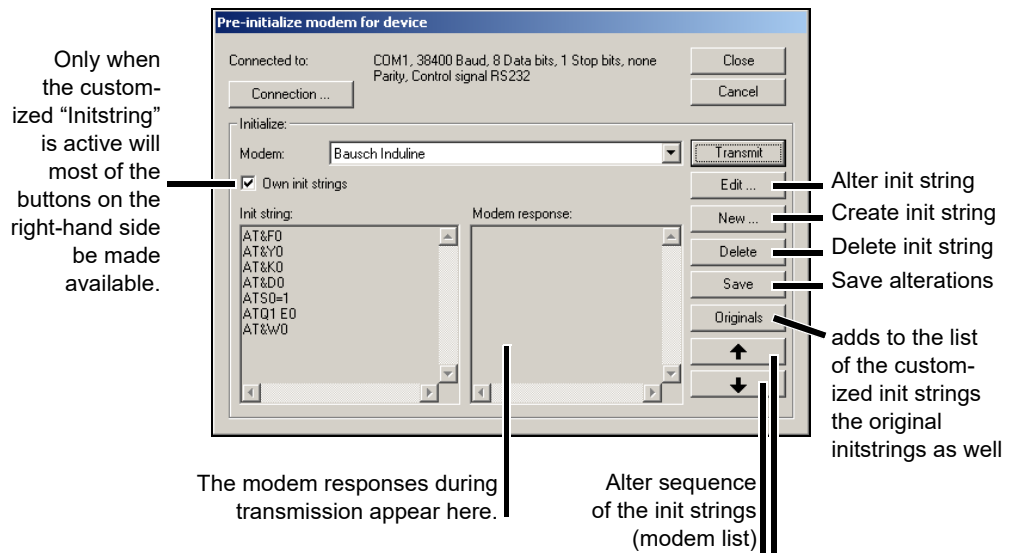 Pre-initialize modem for device
Only when
the custom-
ized “Initstring”
is active will
most of the
buttons on the
right-hand side
be made
available.
Connected to:
COM1, 38400 Baud, 8 Data bits, 1 Stop bits, none
Parity, Control signal RS232
Close
Connection ...
Cancel
Initialize:
Modem:
Bausch Induline
Transmit
Own init strings
Edit ...
Alter init string
Init string:
Modem response:
New ...
Create init string
AT&F0
AT&Y0
AT&K0
AT&D0
ATS0=1
ATQ1 E0
AT&W0
Delete
Delete init string
Save
Save alterations
Originals
adds to the list
of the custom-
ized init strings
the original
initstrings as well
The modem responses during
transmission appear here.
Alter sequence
of the init strings
(modem list)